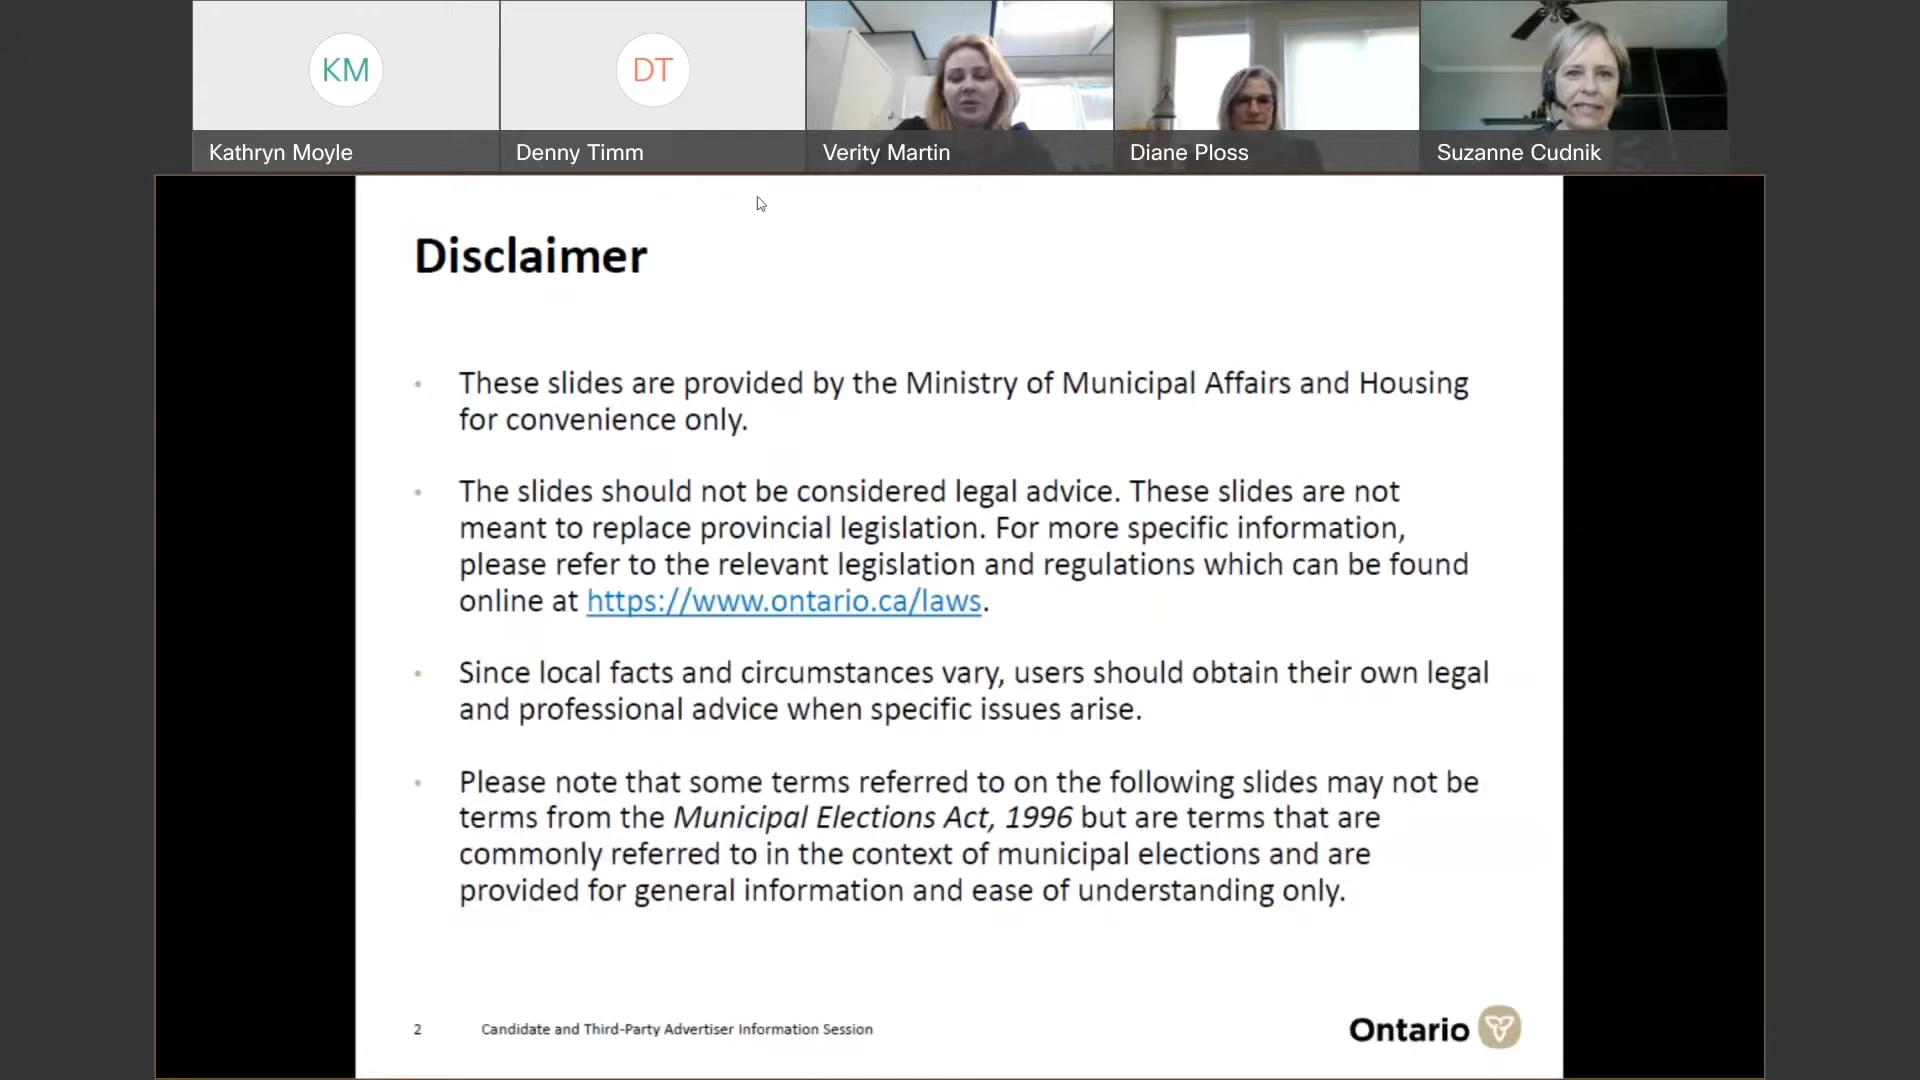 KM
DT
Kathryn Moyle
Denny Timm
Verity Martin
Diane Ploss
Suzanne Cudnik
Disclaimer
• These slides are provided by the Ministry of Municipal Affairs and Housing
for convenience only.
• The slides should not be considered legal advice. These slides are not
meant to replace provincial legislation. For more specific information,
please refer to the relevant legislation and regulations which can be found
online at https://www.ontario.ca/laws.
• Since local facts and circumstances vary, users should obtain their own legal
and professional advice when specific issues arise.
• Please note that some terms referred to on the following slides may not be
terms from the Municipal Elections Act, 1996 but are terms that are
commonly referred to in the context of municipal elections and are
provided for general information and ease of understanding only.
2 Candidate and Third-Party Advertiser Information Session
Ontario